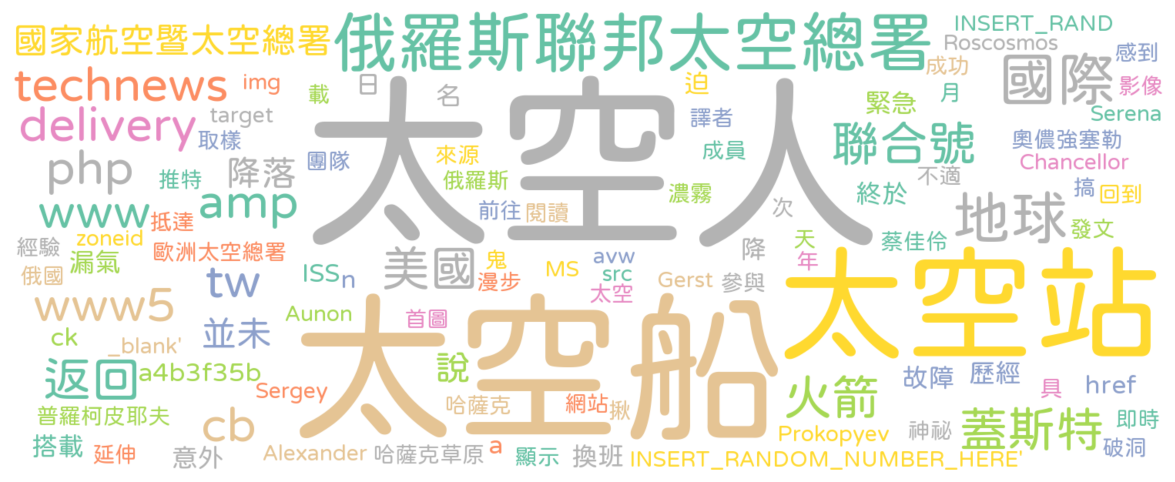 國家航空暨太空總署
俄羅斯聯邦太空總署
INSERT_RAND
Roscosmos
感到
technews
img
載
日
名
迫
成功
國際
影像
緊急
月
Serena
delivery
target
取樣
太空人
譯者
聯合號
奧儂強塞勒
php
降落
團隊
來源
成員
Chancellor
推特
俄羅斯
濃霧
不適
終於
搞
回到
www
amp
抵達
前往
閱讀
次
地球
發文
zoneid
經驗
漏氣
歐洲太空總署
美國
鬼
漫步
降
天
年
蔡佳伶
俄國
tw
ISS
n
MS
avw
src
太空
Gerst
參與
太空站
www5
並未
Aunon
首圖
太空船
ck
_blank'
返回
a4b3f35b
說
火箭
故障
歷經
具
href
Sergey
哈薩克
網站
揪
普羅柯皮耶夫
cb
Prokopyev
神祕
蓋斯特
即時
搭載
延伸
意外
Alexander
哈薩克草原
a
顯示
換班
INSERT_RANDOM_NUMBER_HERE'
破洞